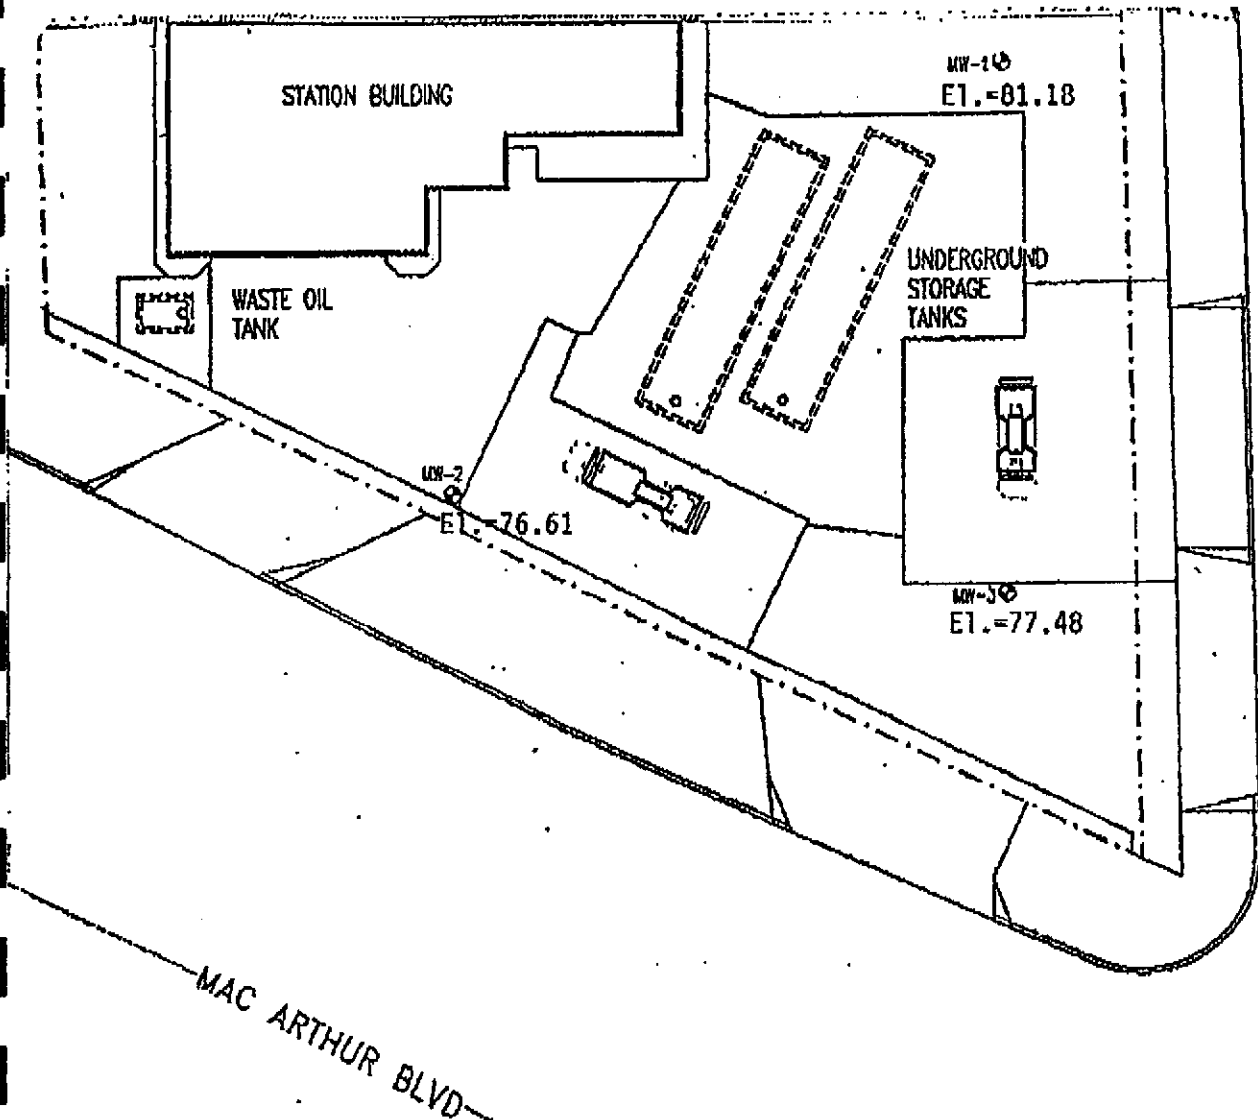 MW-1
El.=81.18
STATION BUILDING
UNDERGROUND
STORAGE
TANKS
WASTE OIL
TANK
MW-2
El.=76.61
MW-3
El.=77.48
MAC ARTHUR BLVD